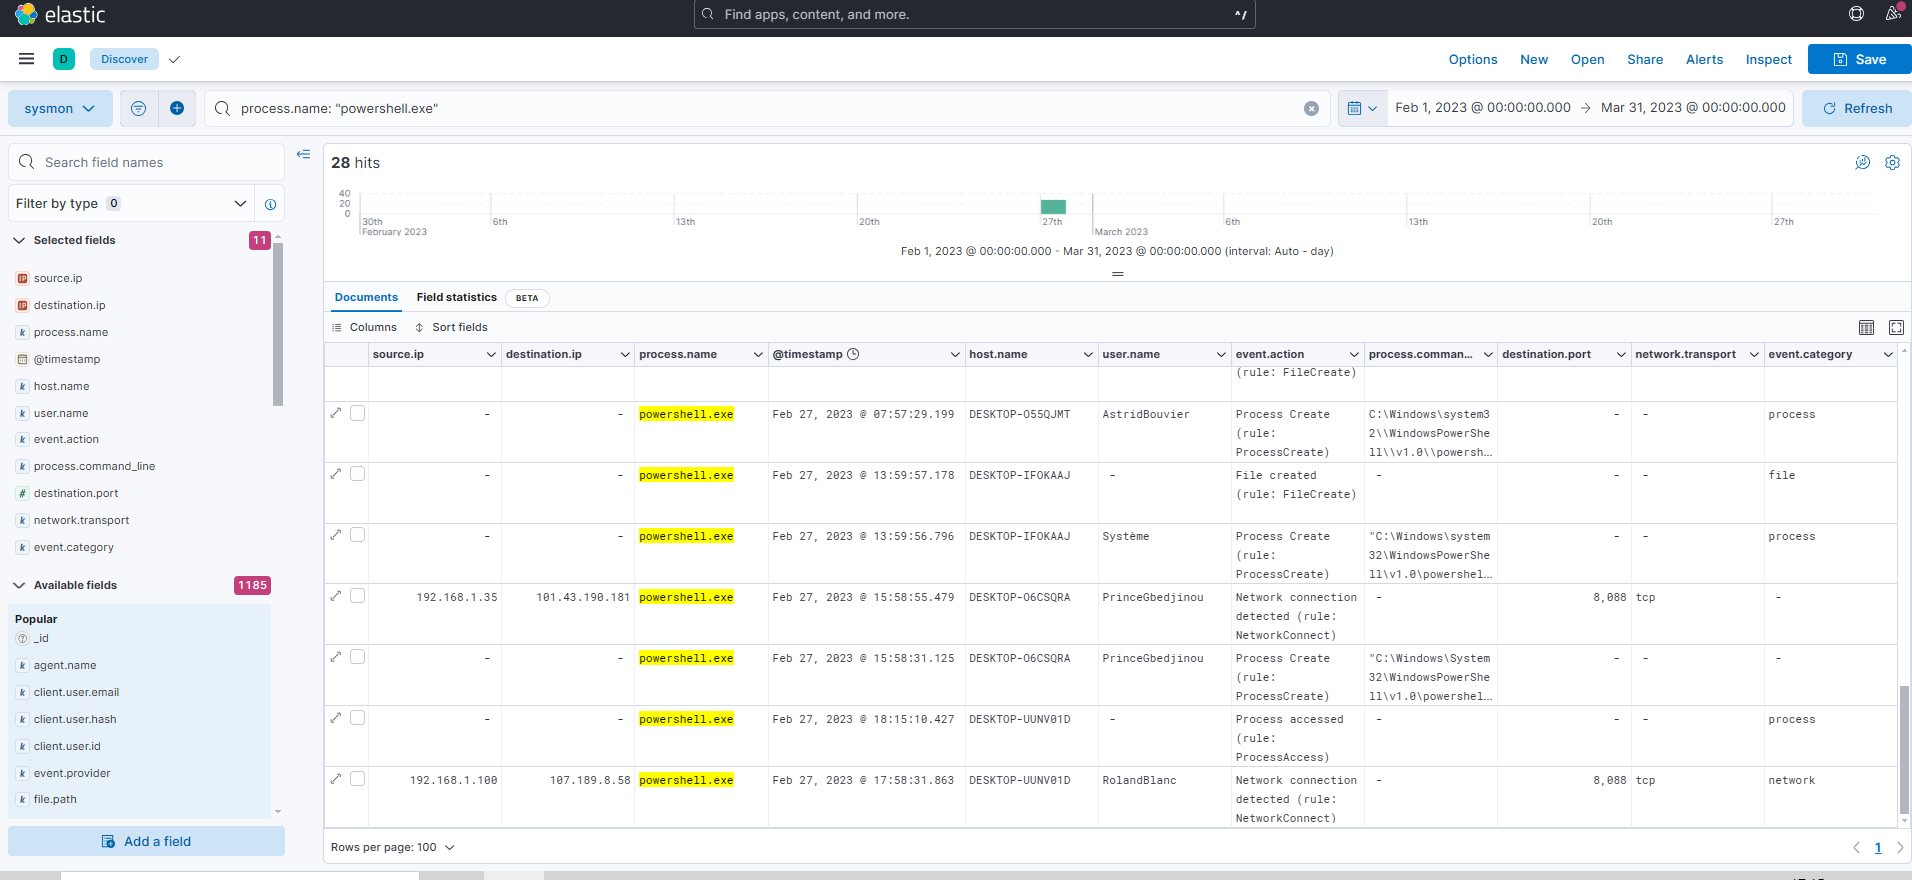 elastic
Find apps, content, and more.
^/
D
Discover
Options
New
Open
Share
Alerts
Inspect
Save
sysmon
process.name: "powershell.exe"
Feb 1, 2023 @ 00:00:00.000 → Mar 31, 2023 @ 00:00:00.000
Refresh
Search field names
Filter by type 0
Selected fields 11
source.ip
destination.ip
process.name
@timestamp
host.name
user.name
event.action
process.command_line
destination.port
network.transport
event.category
Available fields 1185
Popular
_id
agent.name
client.user.email
client.user.hash
client.user.id
event.provider
file.path
Add a field
28 hits
40
20
0
30th
February 2023
6th
13th
20th
27th
March 2023
6th
13th
20th
27th
Feb 1, 2023 @ 00:00:00.000 - Mar 31, 2023 @ 00:00:00.000 (interval: Auto - day)
Documents
Field statistics
BETA
Columns
Sort fields
source.ip destination.ip process.name @timestamp host.name user.name event.action process.comman... destination.port network.transport event.category
(rule: FileCreate)
- - powershell.exe Feb 27, 2023 @ 07:57:29.199 DESKTOP-O55QJMT AstridBouvier Process Create C:\Windows\system3 - - process
(rule: 2\\WindowsPowerShe
ProcessCreate) ll\\v1.0\\powersh...
- - powershell.exe Feb 27, 2023 @ 13:59:57.178 DESKTOP-IFOKAAJ - File created - - - file
(rule: FileCreate)
- - powershell.exe Feb 27, 2023 @ 13:59:56.796 DESKTOP-IFOKAAJ Système Process Create "C:\Windows\system - - process
(rule: 32\WindowsPowerShe
ProcessCreate) ll\v1.0\powershel...
192.168.1.35 101.43.190.181 powershell.exe Feb 27, 2023 @ 15:58:55.479 DESKTOP-O6CSQRA PrinceGbedjinou Network connection - 8,088 tcp -
detected (rule:
NetworkConnect)
- - powershell.exe Feb 27, 2023 @ 15:58:31.125 DESKTOP-O6CSQRA PrinceGbedjinou Process Create "C:\Windows\System - - -
(rule: 32\WindowsPowerShe
ProcessCreate) ll\v1.0\powershel...
- - powershell.exe Feb 27, 2023 @ 18:15:10.427 DESKTOP-UUNV01D - Process accessed - - - process
(rule:
ProcessAccess)
192.168.1.100 107.189.8.58 powershell.exe Feb 27, 2023 @ 17:58:31.863 DESKTOP-UUNV01D RolandBlanc Network connection - 8,088 tcp network
detected (rule:
NetworkConnect)
Rows per page: 100
1